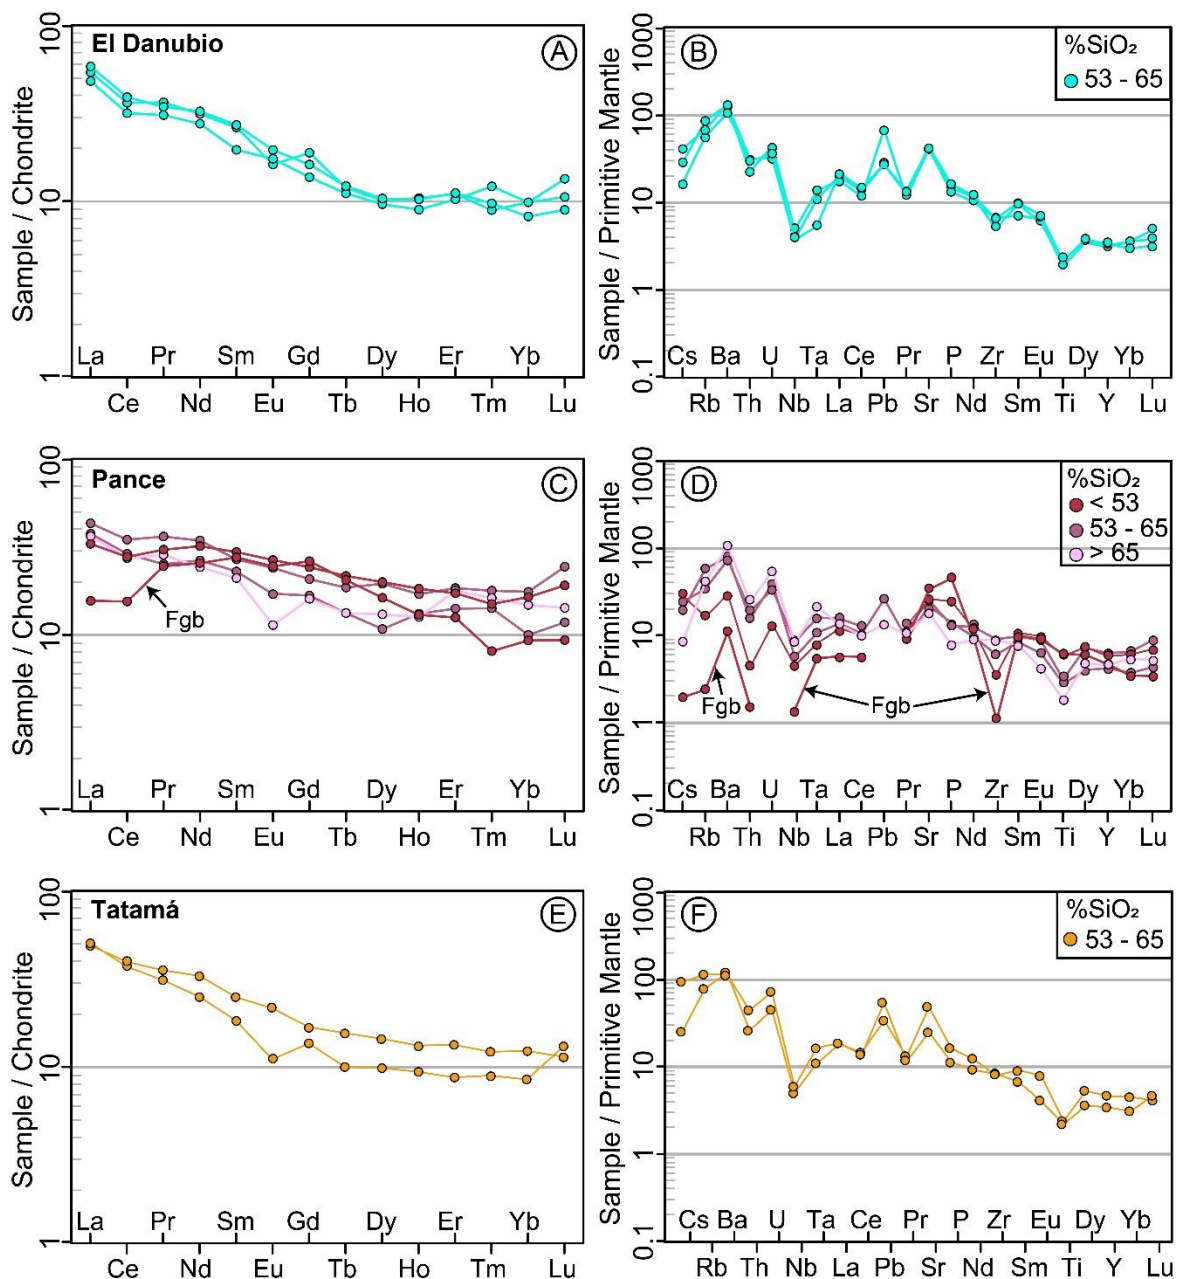 El Danubio
A
Sample / Chondrite
100
10
1
La Pr Sm Gd Dy Er Yb
Ce Nd Eu Tb Ho Tm Lu
B
%SiO₂
53 - 65
Sample / Primitive Mantle
1000
100
10
1
0.1
Cs Ba U Ta Ce Pr P Zr Eu Dy Yb
Rb Th Nb La Pb Sr Nd Sm Ti Y Lu
Pance
C
Sample / Chondrite
100
10
1
Fgb
La Pr Sm Gd Dy Er Yb
Ce Nd Eu Tb Ho Tm Lu
D
%SiO₂
< 53
53 - 65
> 65
Sample / Primitive Mantle
1000
100
10
1
0.1
Fgb
Fgb
Cs Ba U Ta Ce Pr P Zr Eu Dy Yb
Rb Th Nb La Pb Sr Nd Sm Ti Y Lu
Tatamá
E
Sample / Chondrite
100
10
1
La Pr Sm Gd Dy Er Yb
Ce Nd Eu Tb Ho Tm Lu
F
%SiO₂
53 - 65
Sample / Primitive Mantle
1000
100
10
1
0.1
Cs Ba U Ta Ce Pr P Zr Eu Dy Yb
Rb Th Nb La Pb Sr Nd Sm Ti Y Lu